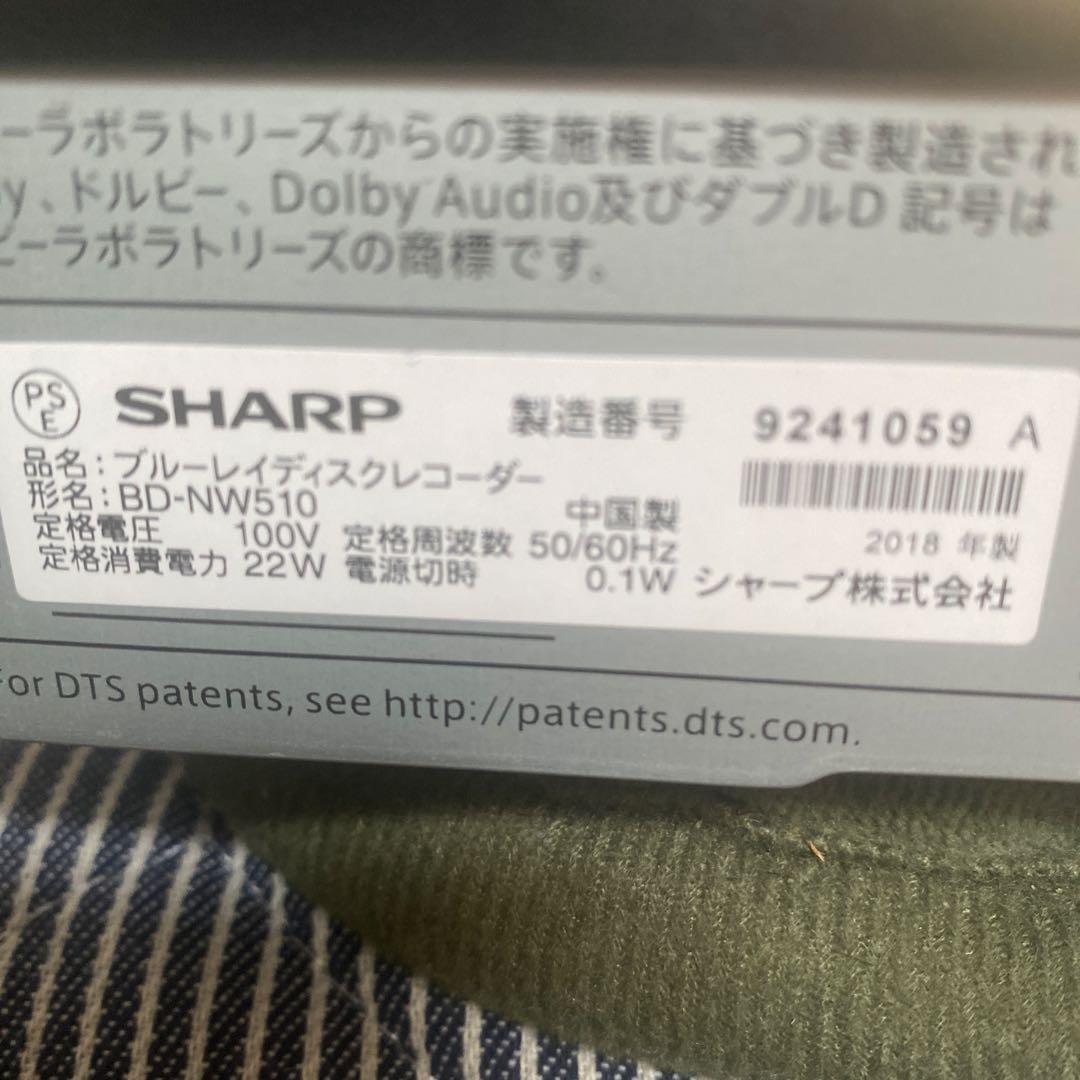 ーラボラトリーズからの実施権に基づき製造され
y、ドルビー、Dolby Audio及びダブルD 記号は
ビーラボラトリーズの商標です。
PSE SHARP 製造番号 9241059 A
品名:ブルーレイディスクレコーダー
形名:BD-NW510 中国製
定格電圧 100V 定格周波数 50/60Hz 2018 年製
定格消費電力 22W 電源切時 0.1W シャープ株式会社
For DTS patents, see http://patents.dts.com.